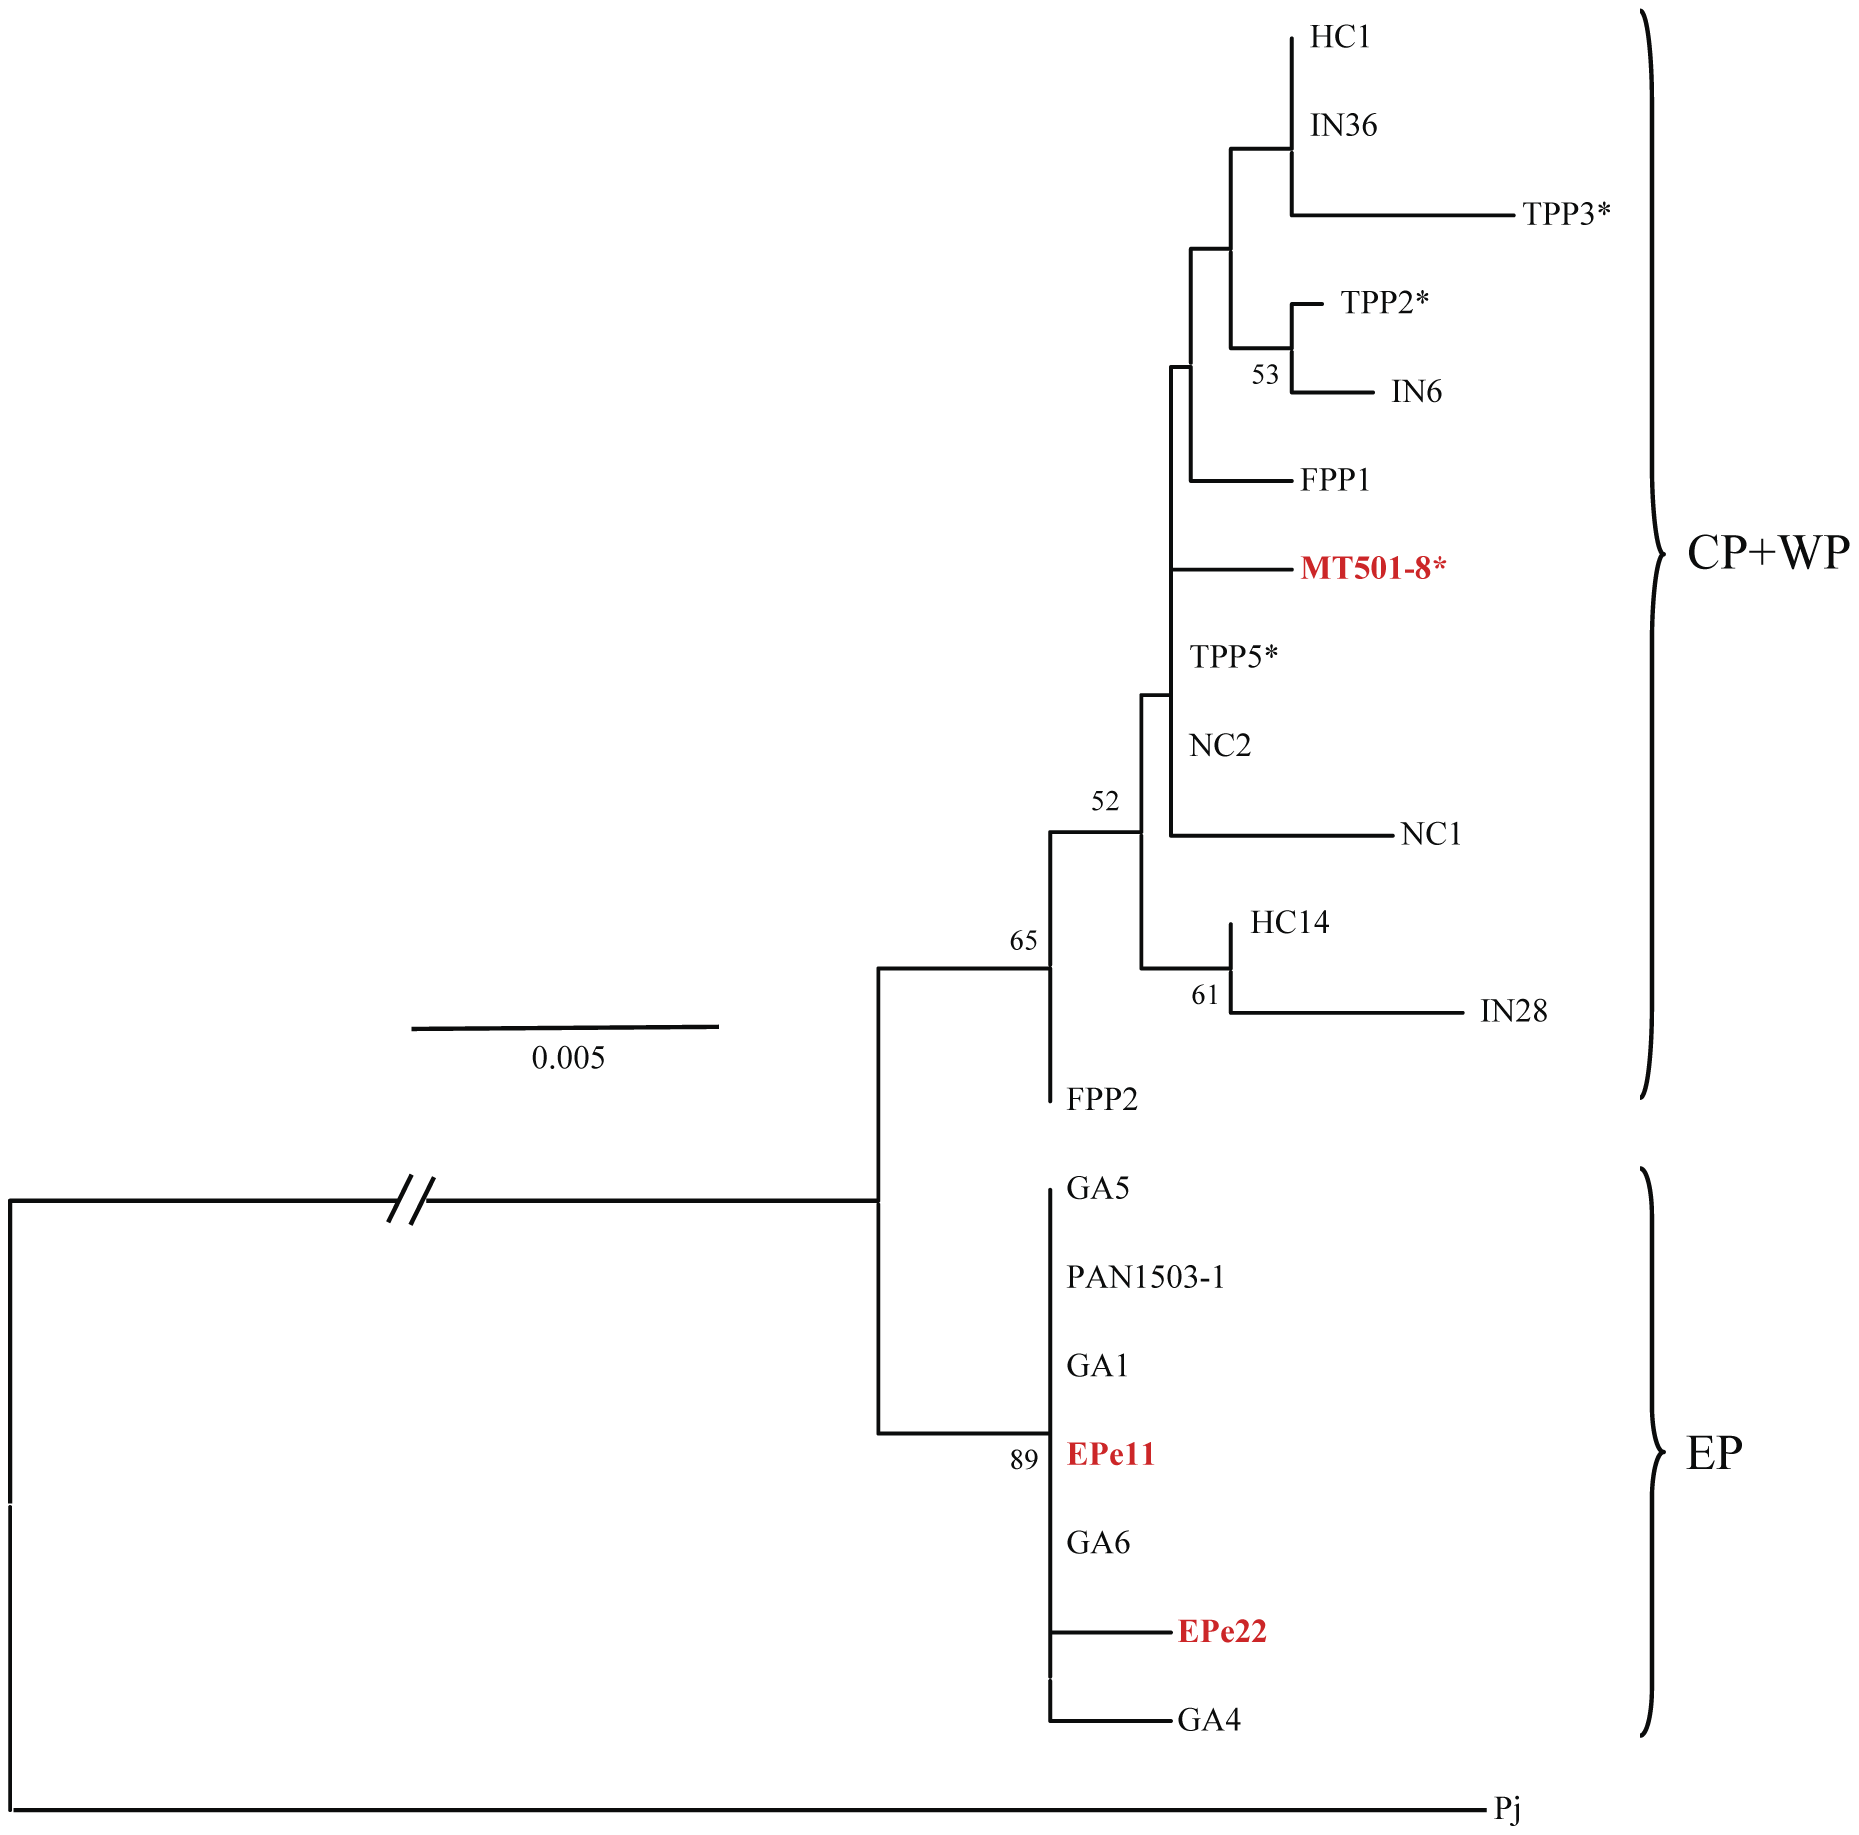 HC1
IN36
TPP3*
TPP2*
53
IN6
FPP1
CP+WP
MT501-8*
TPP5*
NC2
52
NC1
HC14
65
61
IN28
0.005
FPP2
GA5
PAN1503-1
GA1
EPe11
EP
89
GA6
EPe22
GA4
Pj